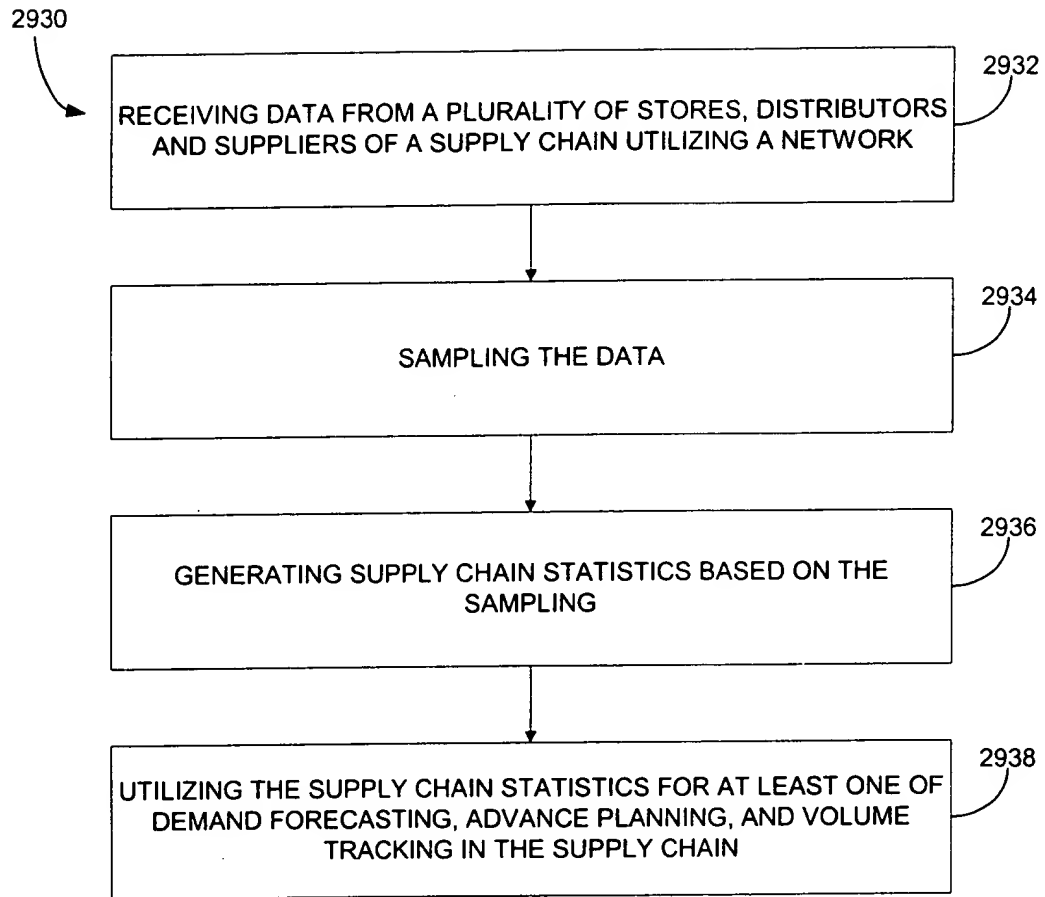 2930
2932
RECEIVING DATA FROM A PLURALITY OF STORES, DISTRIBUTORS
AND SUPPLIERS OF A SUPPLY CHAIN UTILIZING A NETWORK
2934
SAMPLING THE DATA
2936
GENERATING SUPPLY CHAIN STATISTICS BASED ON THE
SAMPLING
2938
UTILIZING THE SUPPLY CHAIN STATISTICS FOR AT LEAST ONE OF
DEMAND FORECASTING, ADVANCE PLANNING, AND VOLUME
TRACKING IN THE SUPPLY CHAIN